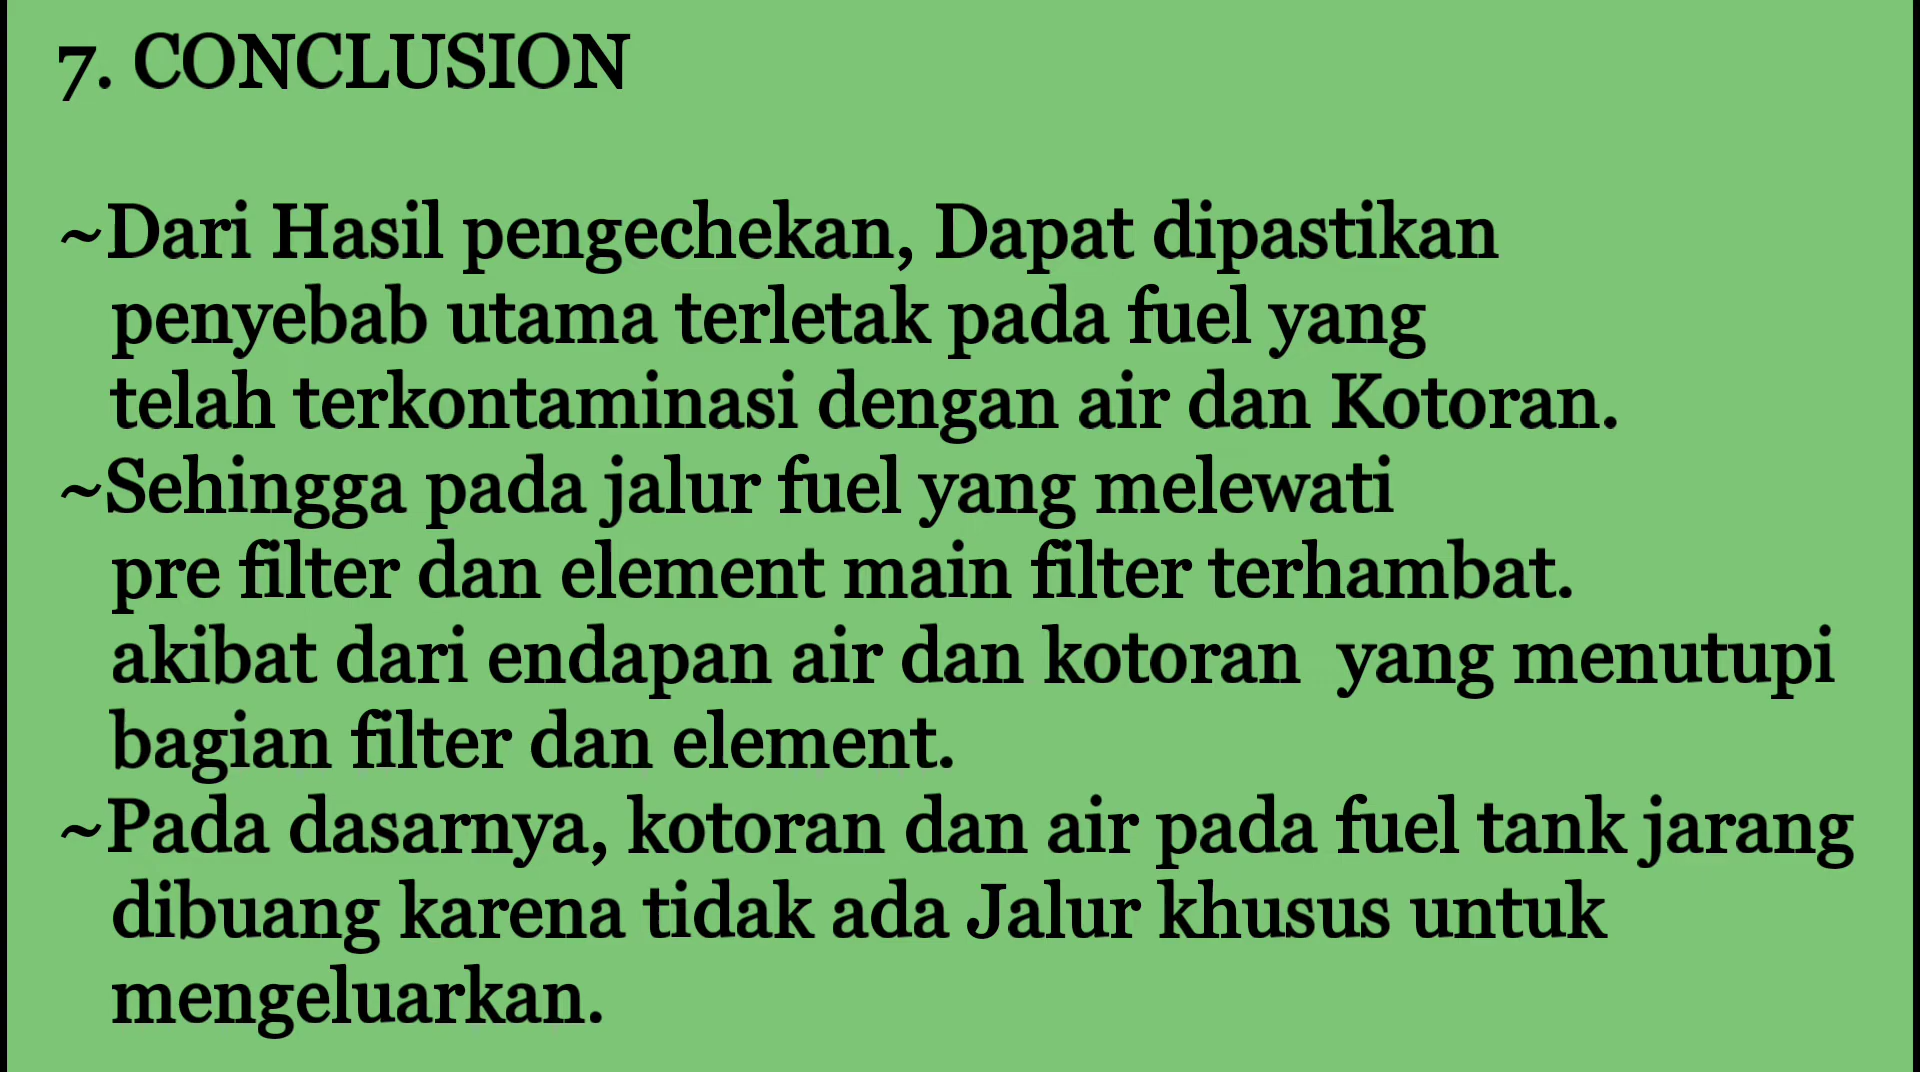 7. CONCLUSION
~Dari Hasil pengechekan, Dapat dipastikan
penyebab utama terletak pada fuel yang
telah terkontaminasi dengan air dan Kotoran.
~Sehingga pada jalur fuel yang melewati
pre filter dan element main filter terhambat.
akibat dari endapan air dan kotoran yang menutupi
bagian filter dan element.
~Pada dasarnya, kotoran dan air pada fuel tank jarang
dibuang karena tidak ada Jalur khusus untuk
mengeluarkan.